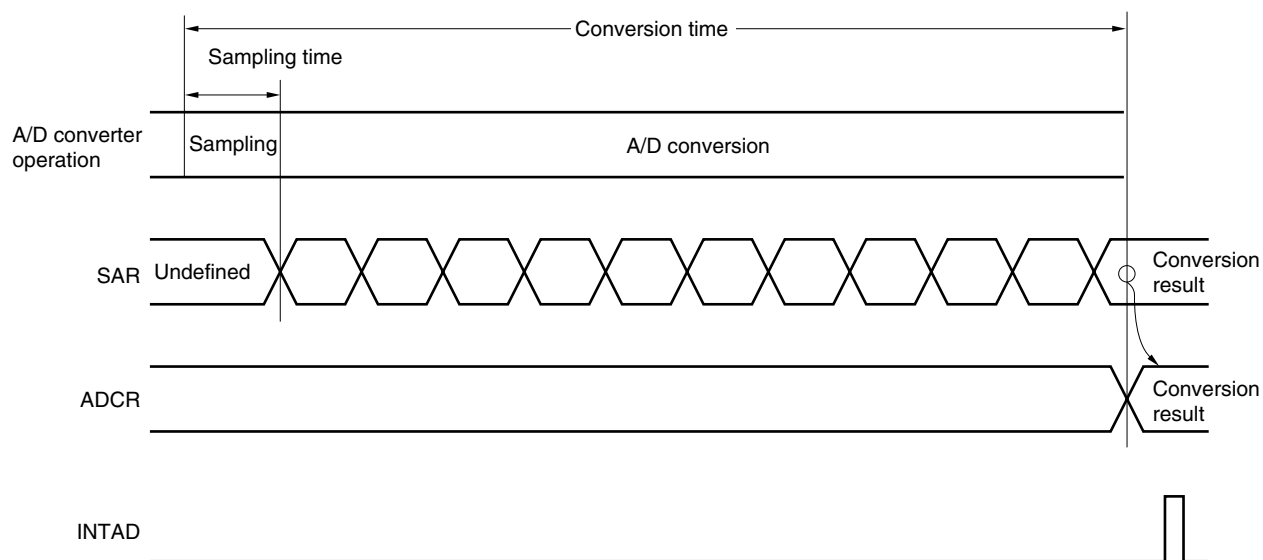 Conversion time
Sampling time
A/D converter
operation
Sampling
A/D conversion
SAR
Undefined
Conversion
result
ADCR
Conversion
result
INTAD